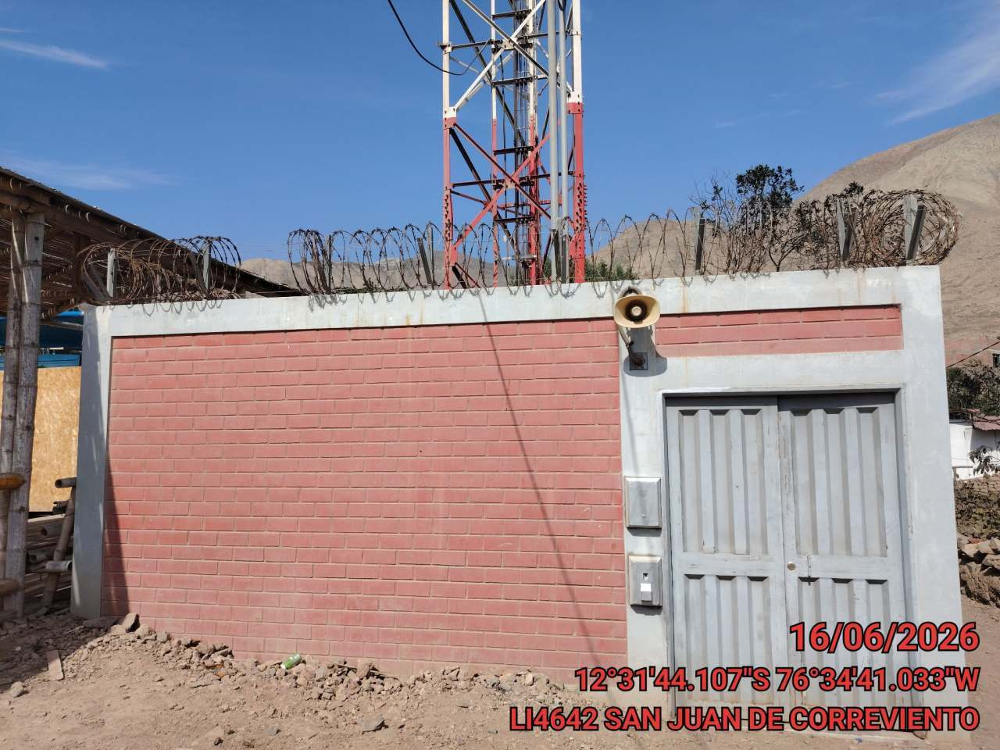 16/06/2026
12°31'44.107"S 76°34'41.033"W
LI4642 SAN JUAN DE CORREVIENTO